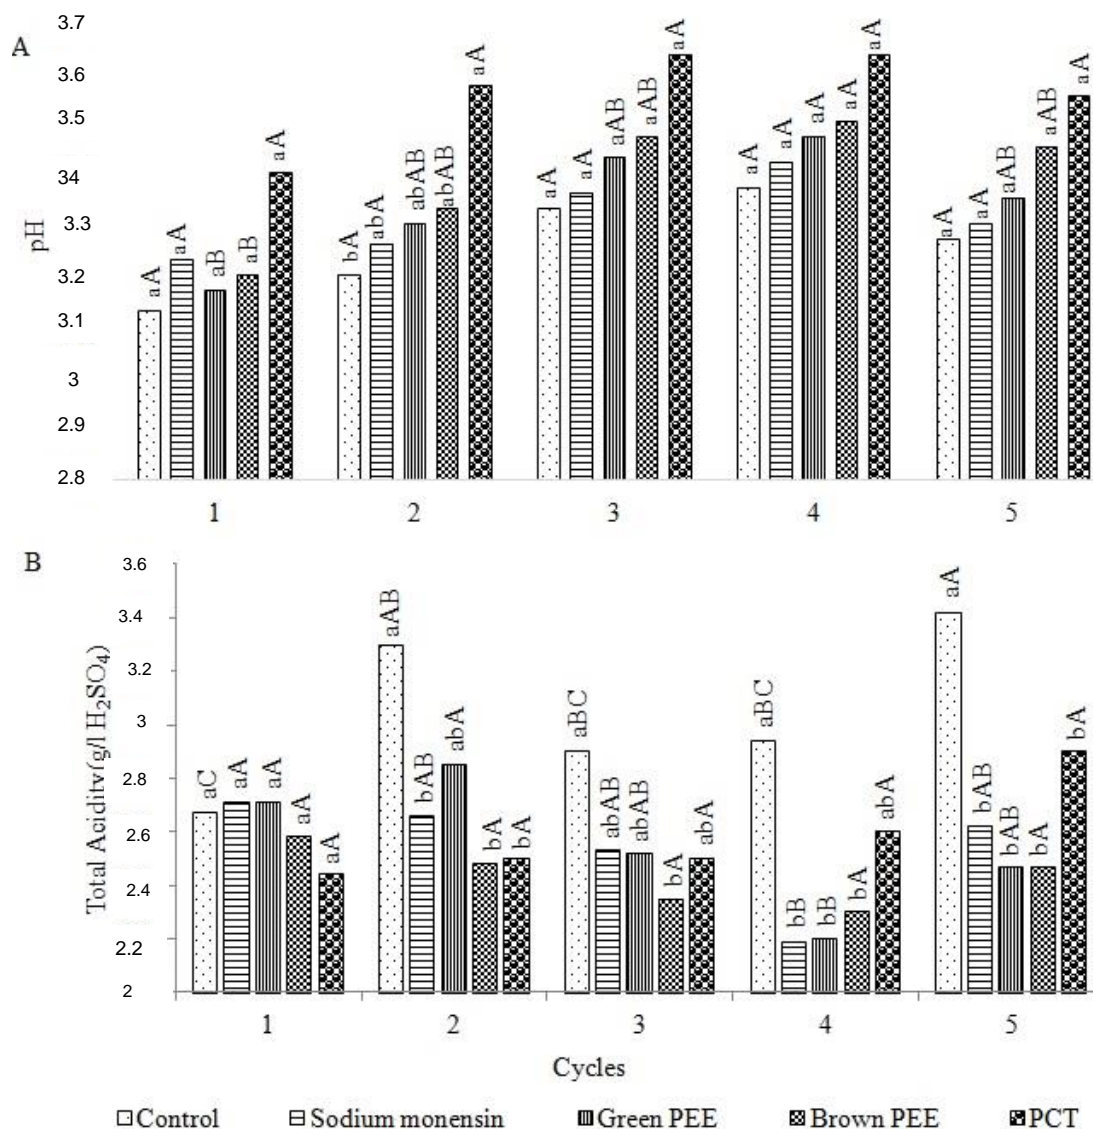 A
3.7
3.6
3.5
34
3.3
3.2
3.1
3
2.9
2.8
pH
aA aA aB aB aA
bA abA abAB abAB aA
aA aA aAB aAB aA
aA aA aA aA aA
aA aA aAB aAB aA
1 2 3 4 5
B
3.6
3.4
3.2
3
2.8
2.6
2.4
2.2
2
Total Acidity(g/l H₂SO₄)
aC aA aA aA aA
aAB bAB abA bA bA
aBC abAB abAB bA abA
aBC bB bB bA abA
aA bAB bAB bA bA
1 2 3 4 5
Cycles
Control Sodium monensin Green PEE Brown PEE PCT